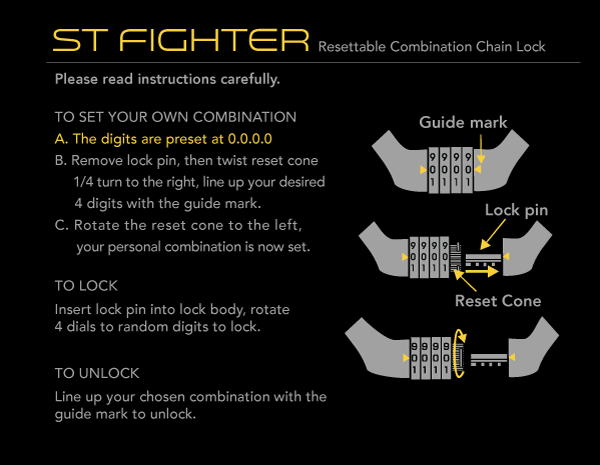 ST FIGHTER Resettable Combination Chain Lock
Please read instructions carefully.
TO SET YOUR OWN COMBINATION
A. The digits are preset at 0.0.0.0
B. Remove lock pin, then twist reset cone
1/4 turn to the right, line up your desired
4 digits with the guide mark.
C. Rotate the reset cone to the left,
your personal combination is now set.
TO LOCK
Insert lock pin into lock body, rotate
4 dials to random digits to lock.
TO UNLOCK
Line up your chosen combination with the
guide mark to unlock.
Guide mark
9 9 9 9
0 0 0 0
1 1 1 1
Lock pin
9 9 9 9
0 0 0 0
1 1 1 1
Reset Cone
9 9 9 9
0 0 0 0
1 1 1 1